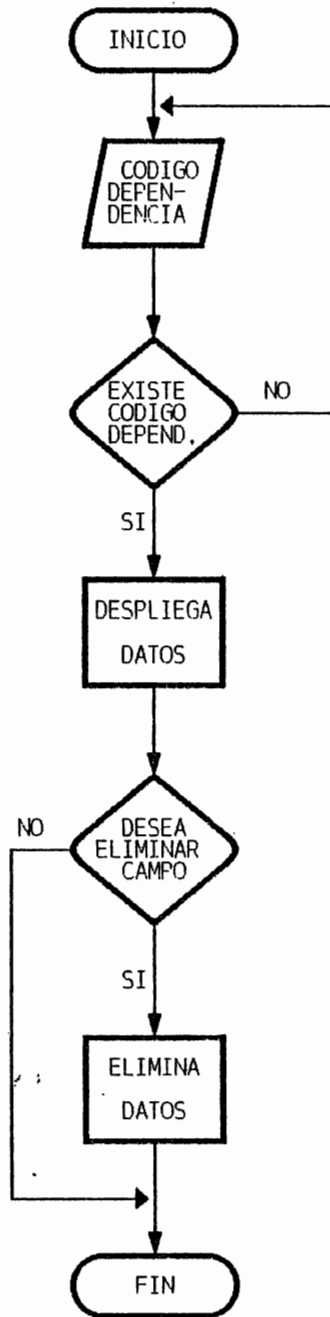 INICIO
CODIGO
DEPEN-
DENCIA
EXISTE
CODIGO
DEPEND.
NO
SI
DESPLIEGA
DATOS
NO
DESEA
ELIMINAR
CAMPO
SI
ELIMINA
DATOS
FIN